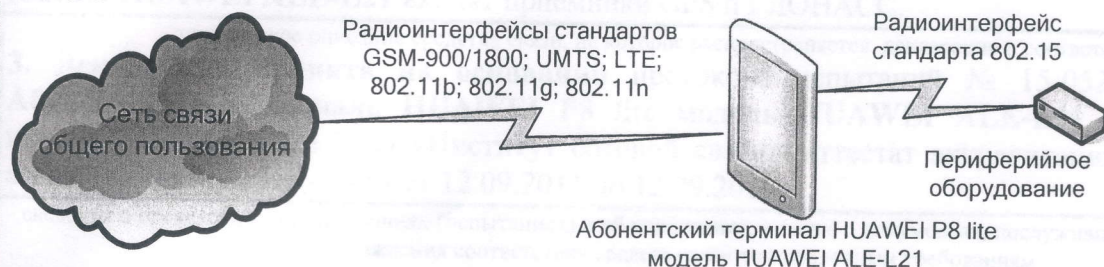 Сеть связи
общего пользования
Радиоинтерфейсы стандартов
GSM-900/1800; UMTS; LTE;
802.11b; 802.11g; 802.11n
Радиоинтерфейс
стандарта 802.15
Периферийное
оборудование
Абонентский терминал HUAWEI P8 lite
модель HUAWEI ALE-L21